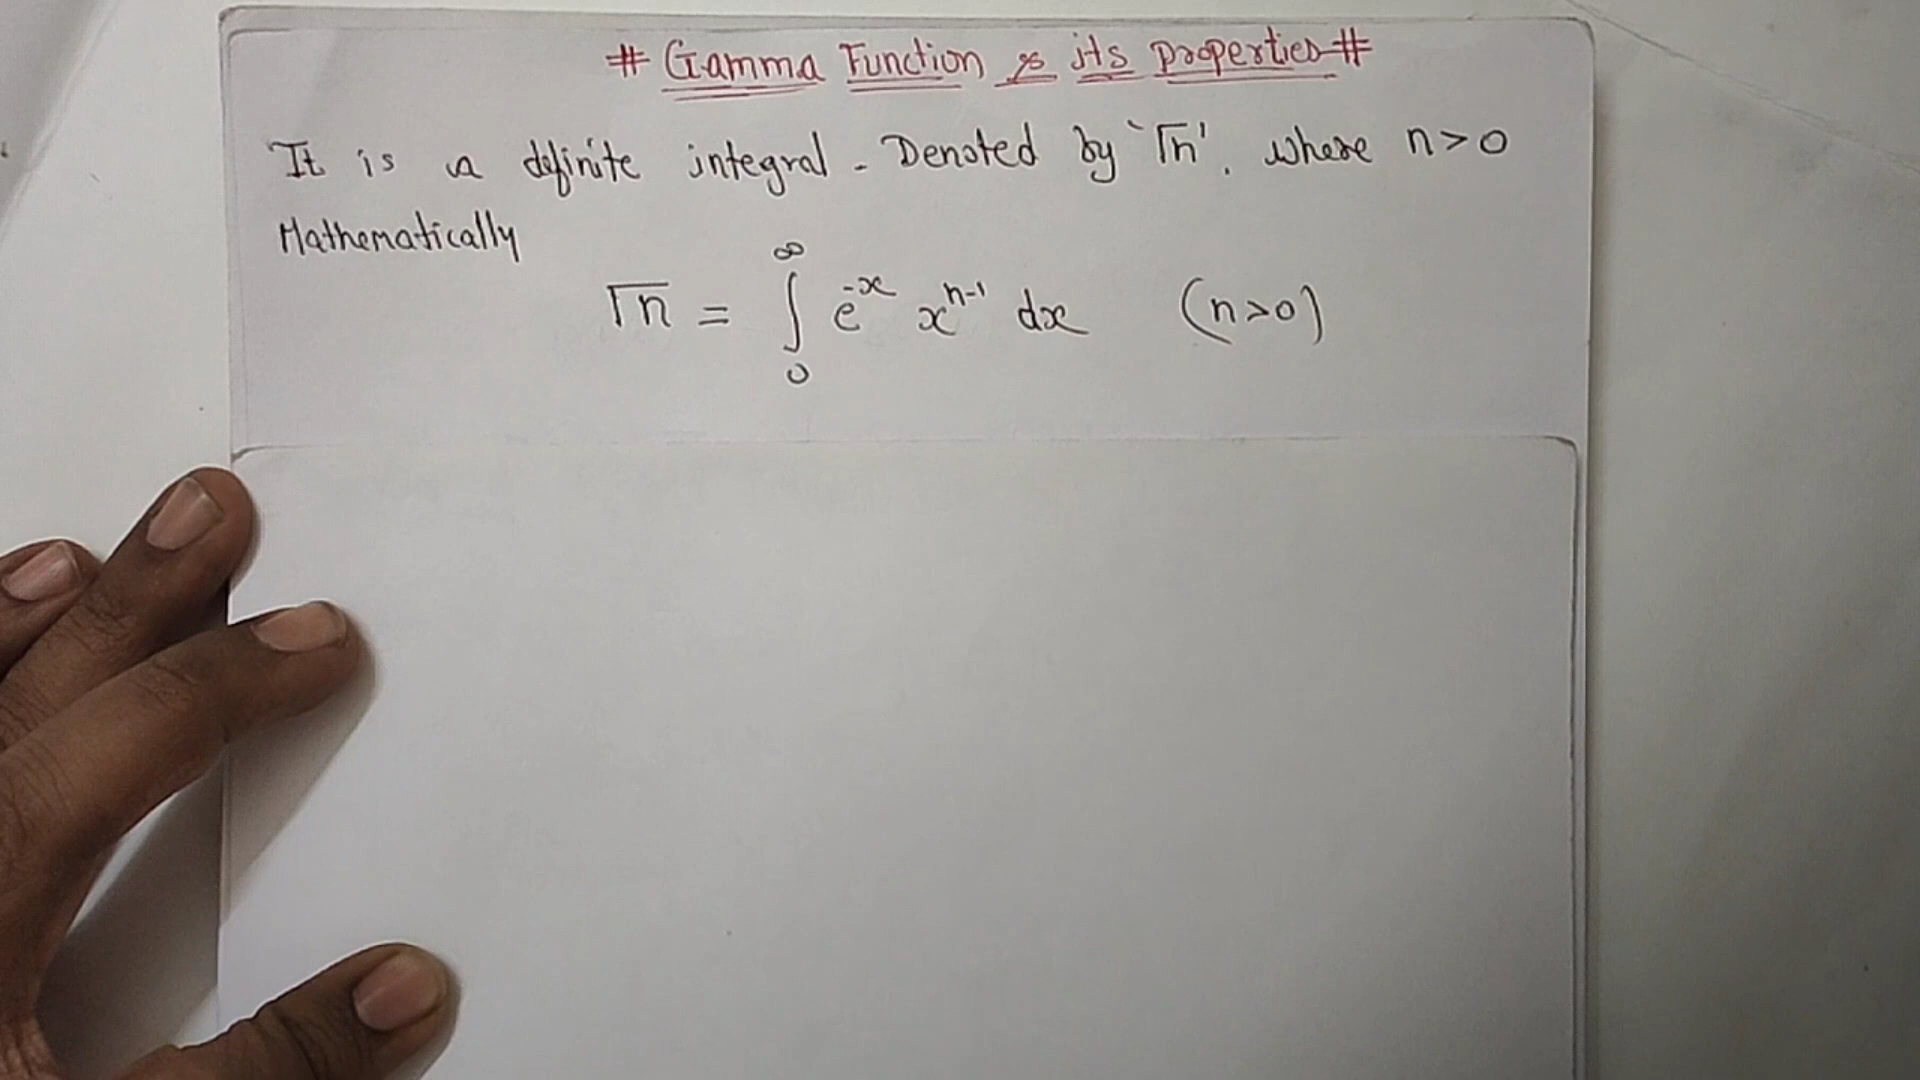 # Gamma Function & its properties #
It is a definite integral. Denoted by 'Γn'. where n>0
Mathematically
Γn = ∫₀^∞ e^-x x^n-1 dx (n>0)